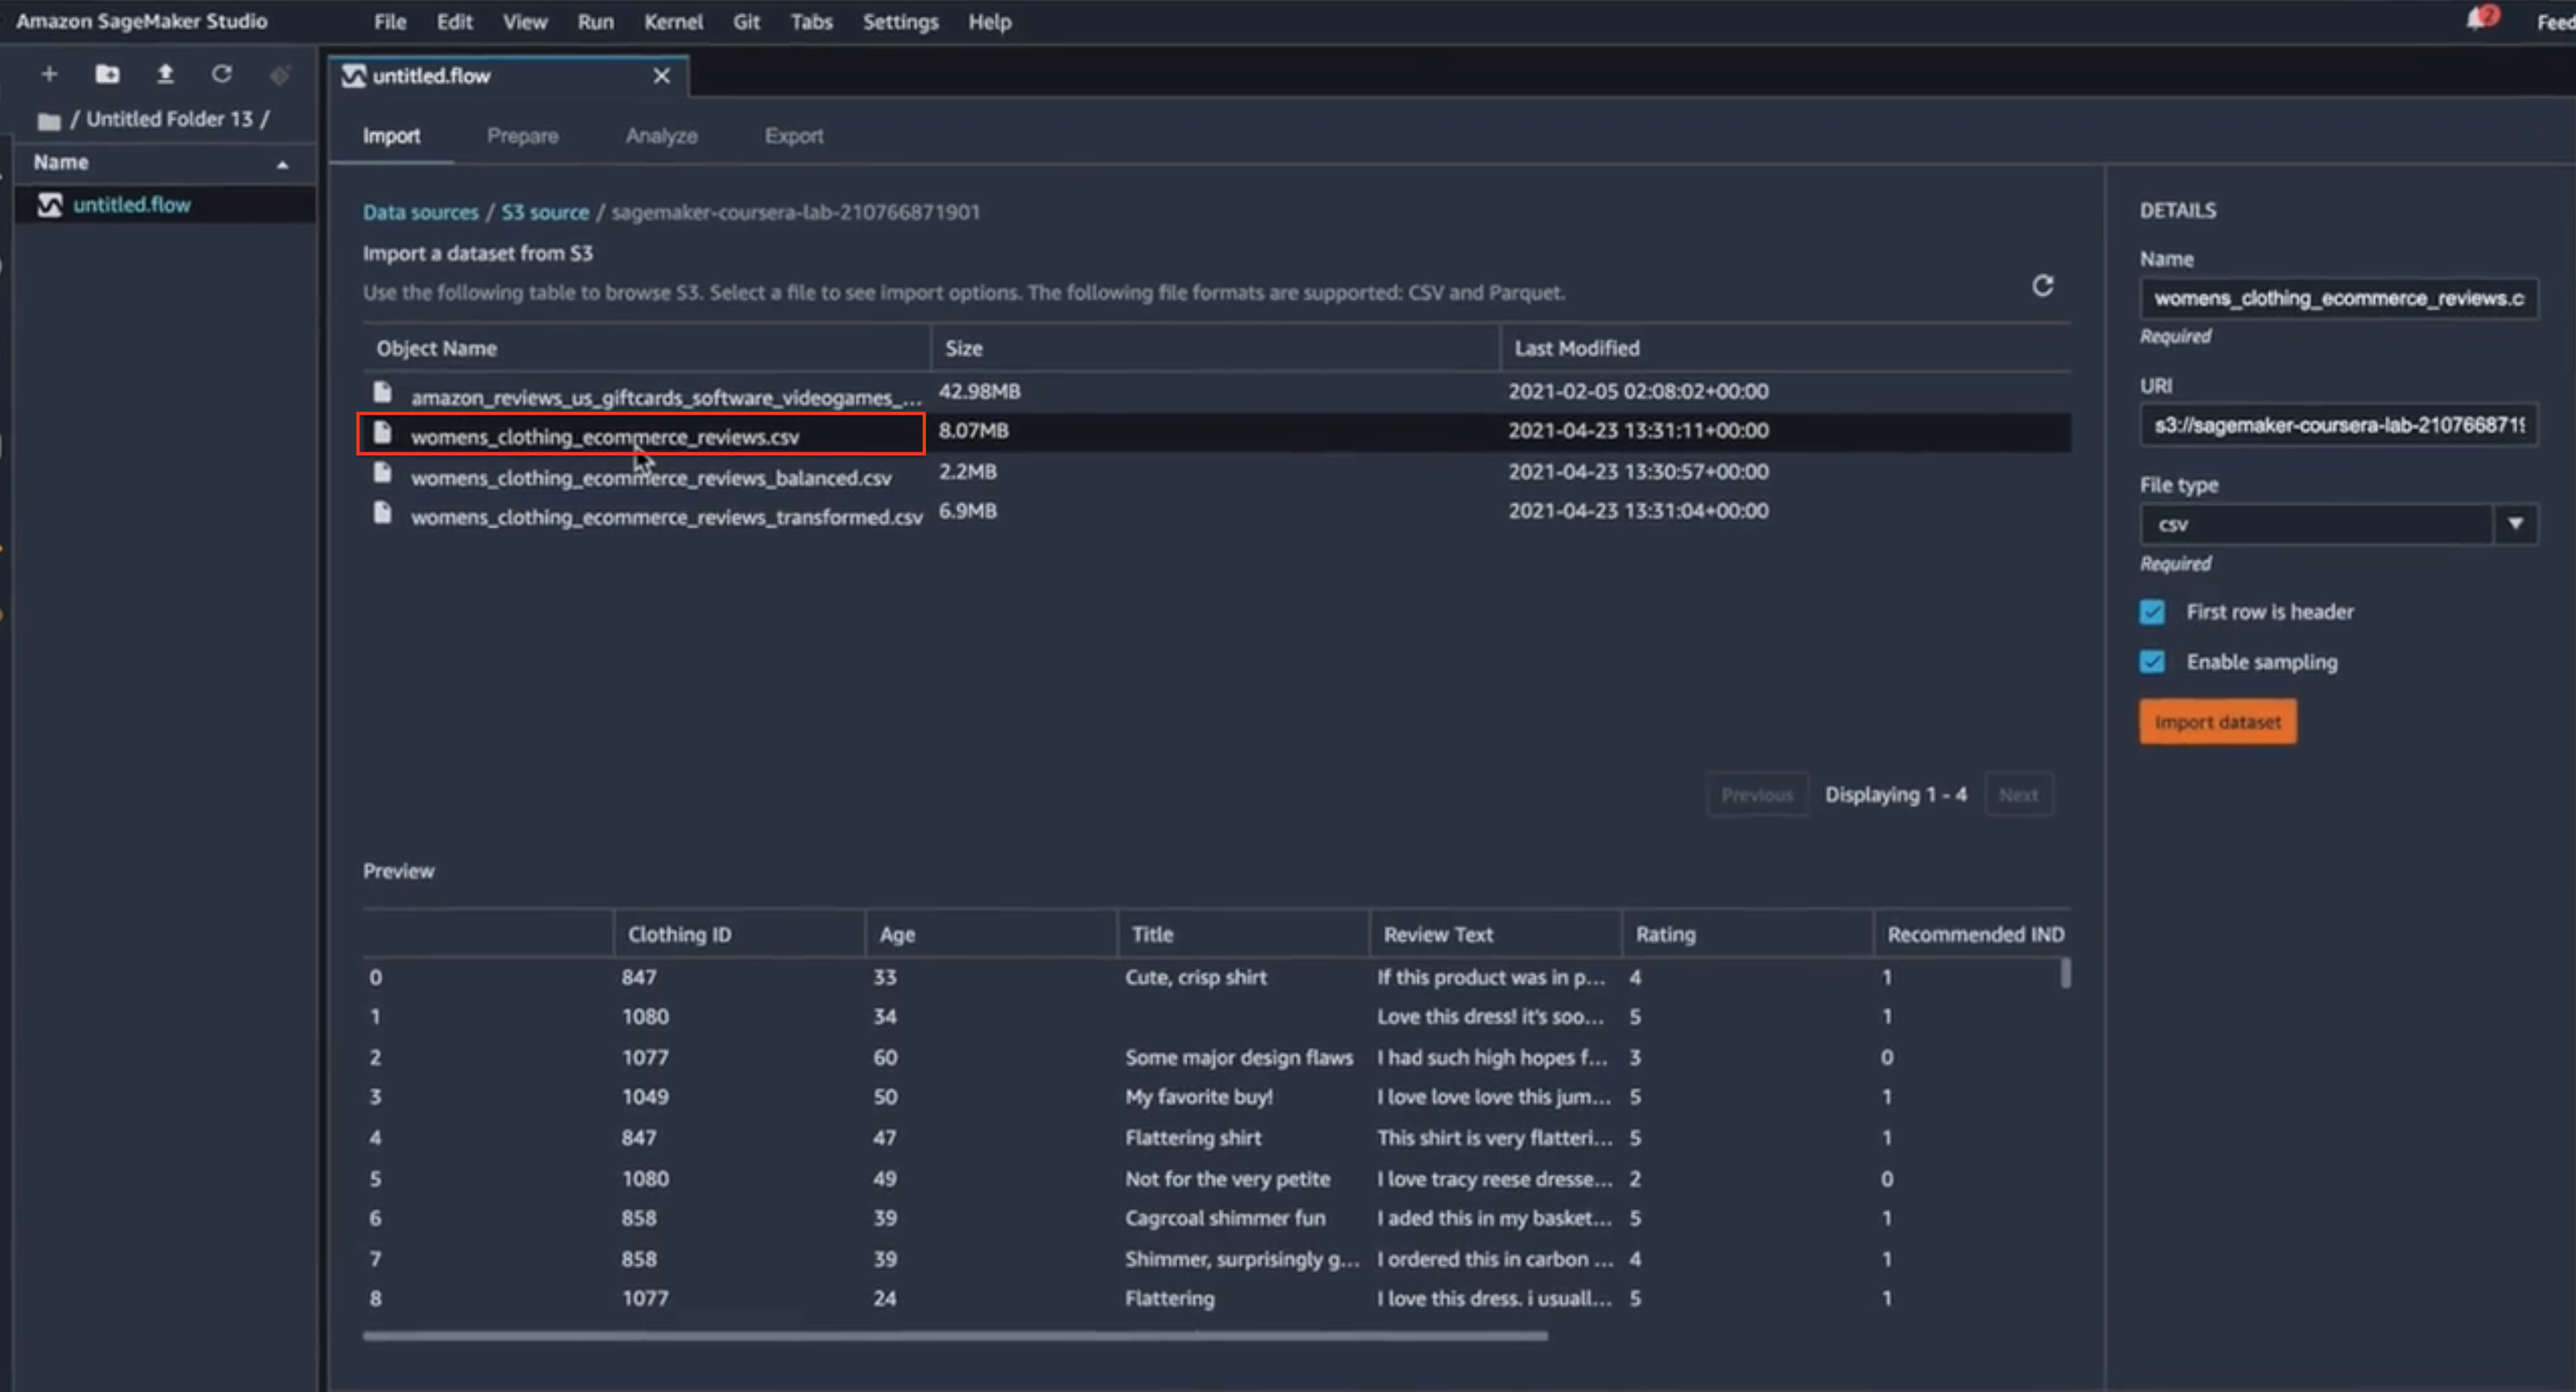 Amazon SageMaker Studio File Edit View Run Kernel Git Tabs Settings Help 2
untitled.flow
/ Untitled Folder 13 /
Name
untitled.flow
Import Prepare Analyze Export
Data sources / S3 source / sagemaker-coursera-lab-210766871901
Import a dataset from S3
Use the following table to browse S3. Select a file to see import options. The following file formats are supported: CSV and Parquet.
Object Name Size Last Modified
amazon_reviews_us_giftcards_software_videogames_... 42.98MB 2021-02-05 02:08:02+00:00
womens_clothing_ecommerce_reviews.csv 8.07MB 2021-04-23 13:31:11+00:00
womens_clothing_ecommerce_reviews_balanced.csv 2.2MB 2021-04-23 13:30:57+00:00
womens_clothing_ecommerce_reviews_transformed.csv 6.9MB 2021-04-23 13:31:04+00:00
Previous Displaying 1 - 4 Next
Preview
Clothing ID Age Title Review Text Rating Recommended IND
0 847 33 Cute, crisp shirt If this product was in p... 4 1
1 1080 34 Love this dress! it's soo... 5 1
2 1077 60 Some major design flaws I had such high hopes f... 3 0
3 1049 50 My favorite buy! I love love love this jum... 5 1
4 847 47 Flattering shirt This shirt is very flatteri... 5 1
5 1080 49 Not for the very petite I love tracy reese dresse... 2 0
6 858 39 Cagrcoal shimmer fun I aded this in my basket... 5 1
7 858 39 Shimmer, surprisingly g... I ordered this in carbon ... 4 1
8 1077 24 Flattering I love this dress. i usuall... 5 1
DETAILS
Name
womens_clothing_ecommerce_reviews.c
Required
URI
s3://sagemaker-coursera-lab-210766871
File type
csv
Required
First row is header
Enable sampling
Import dataset